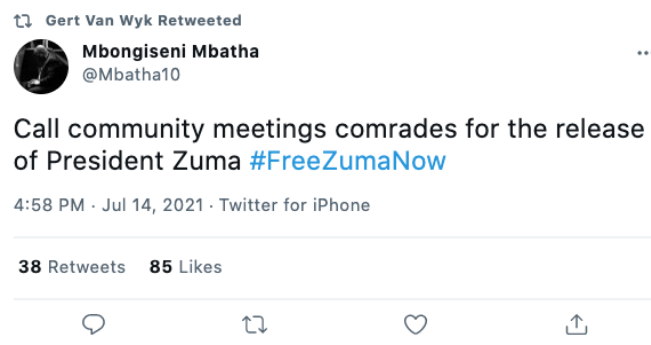 Gert Van Wyk Retweeted
Mbongiseni Mbatha
@Mbatha10
Call community meetings comrades for the release
of President Zuma #FreeZumaNow
4:58 PM · Jul 14, 2021 · Twitter for iPhone
38 Retweets 85 Likes